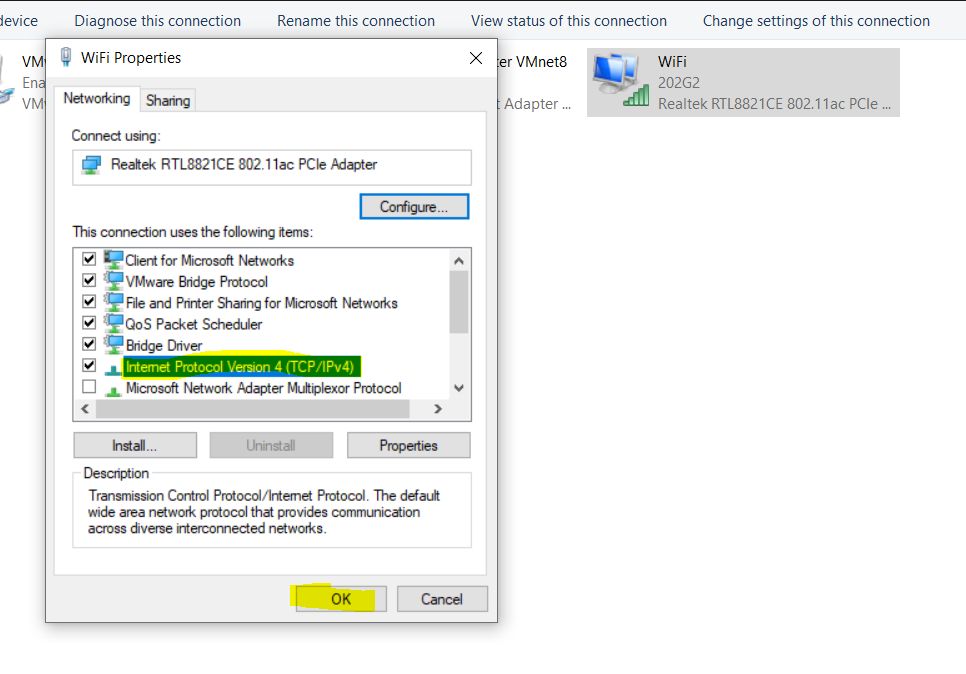 device Diagnose this connection Rename this connection View status of this connection Change settings of this connection
WiFi Properties
VMnet8
Adapter ...
WiFi
202G2
Realtek RTL8821CE 802.11ac PCIe ...
Networking Sharing
Connect using:
Realtek RTL8821CE 802.11ac PCIe Adapter
Configure...
This connection uses the following items:
Client for Microsoft Networks
VMware Bridge Protocol
File and Printer Sharing for Microsoft Networks
QoS Packet Scheduler
Bridge Driver
Internet Protocol Version 4 (TCP/IPv4)
Microsoft Network Adapter Multiplexor Protocol
Install... Uninstall Properties
Description
Transmission Control Protocol/Internet Protocol. The default
wide area network protocol that provides communication
across diverse interconnected networks.
OK Cancel